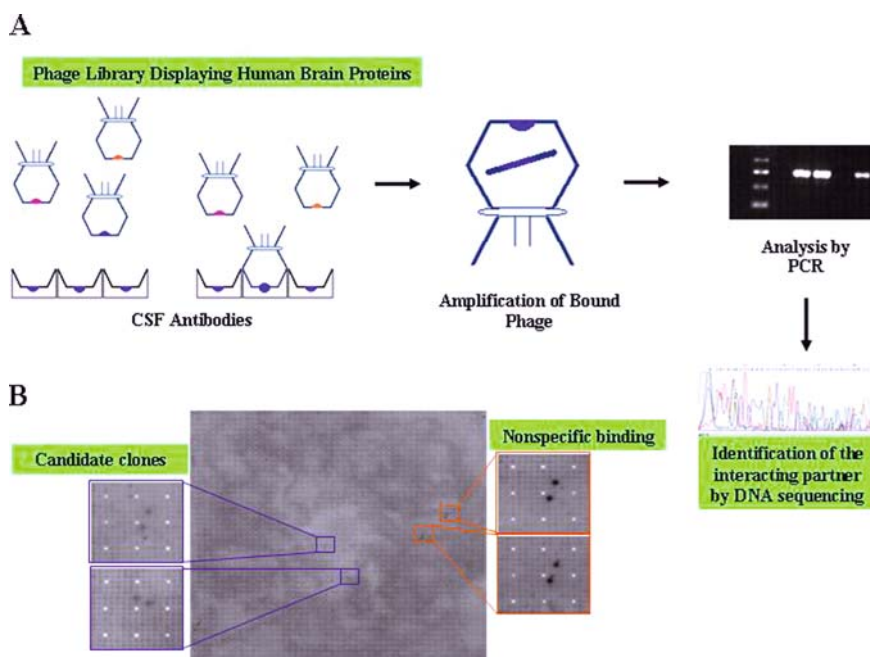 A
Phage Library Displaying Human Brain Proteins
CSF Antibodies
Amplification of Bound
Phage
Analysis by
PCR
Identification of the
interacting partner
by DNA sequencing
B
Candidate clones
Nonspecific binding